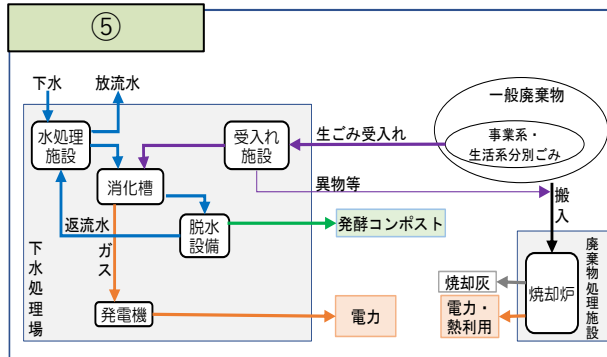 ⑤
下水
放流水
一般廃棄物
水処理
施設
受入れ
施設
生ごみ受入れ
事業系・
生活系分別ごみ
消化槽
異物等
搬入
返流水
ガス
脱水
設備
発酵コンポスト
下水処理場
廃棄物処理施設
焼却灰
焼却炉
発電機
電力
電力・
熱利用